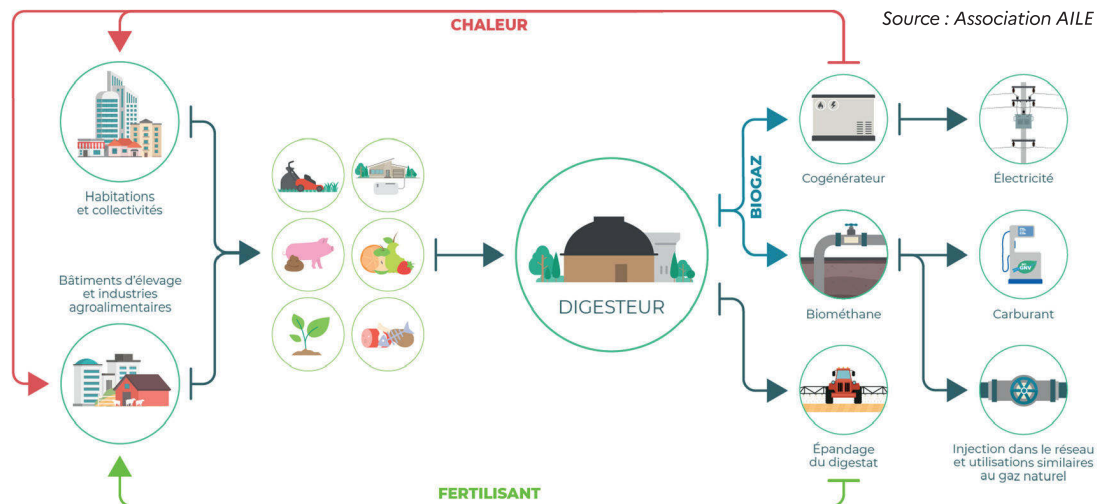 Source : Association AILE
CHALEUR
Habitations
et collectivités
Bâtiments d'élevage
et industries
agroalimentaires
DIGESTEUR
BIOGAZ
Cogénérateur
Électricité
Biométhane
GNV
Carburant
Épandage
du digestat
Injection dans le réseau
et utilisations similaires
au gaz naturel
FERTILISANT